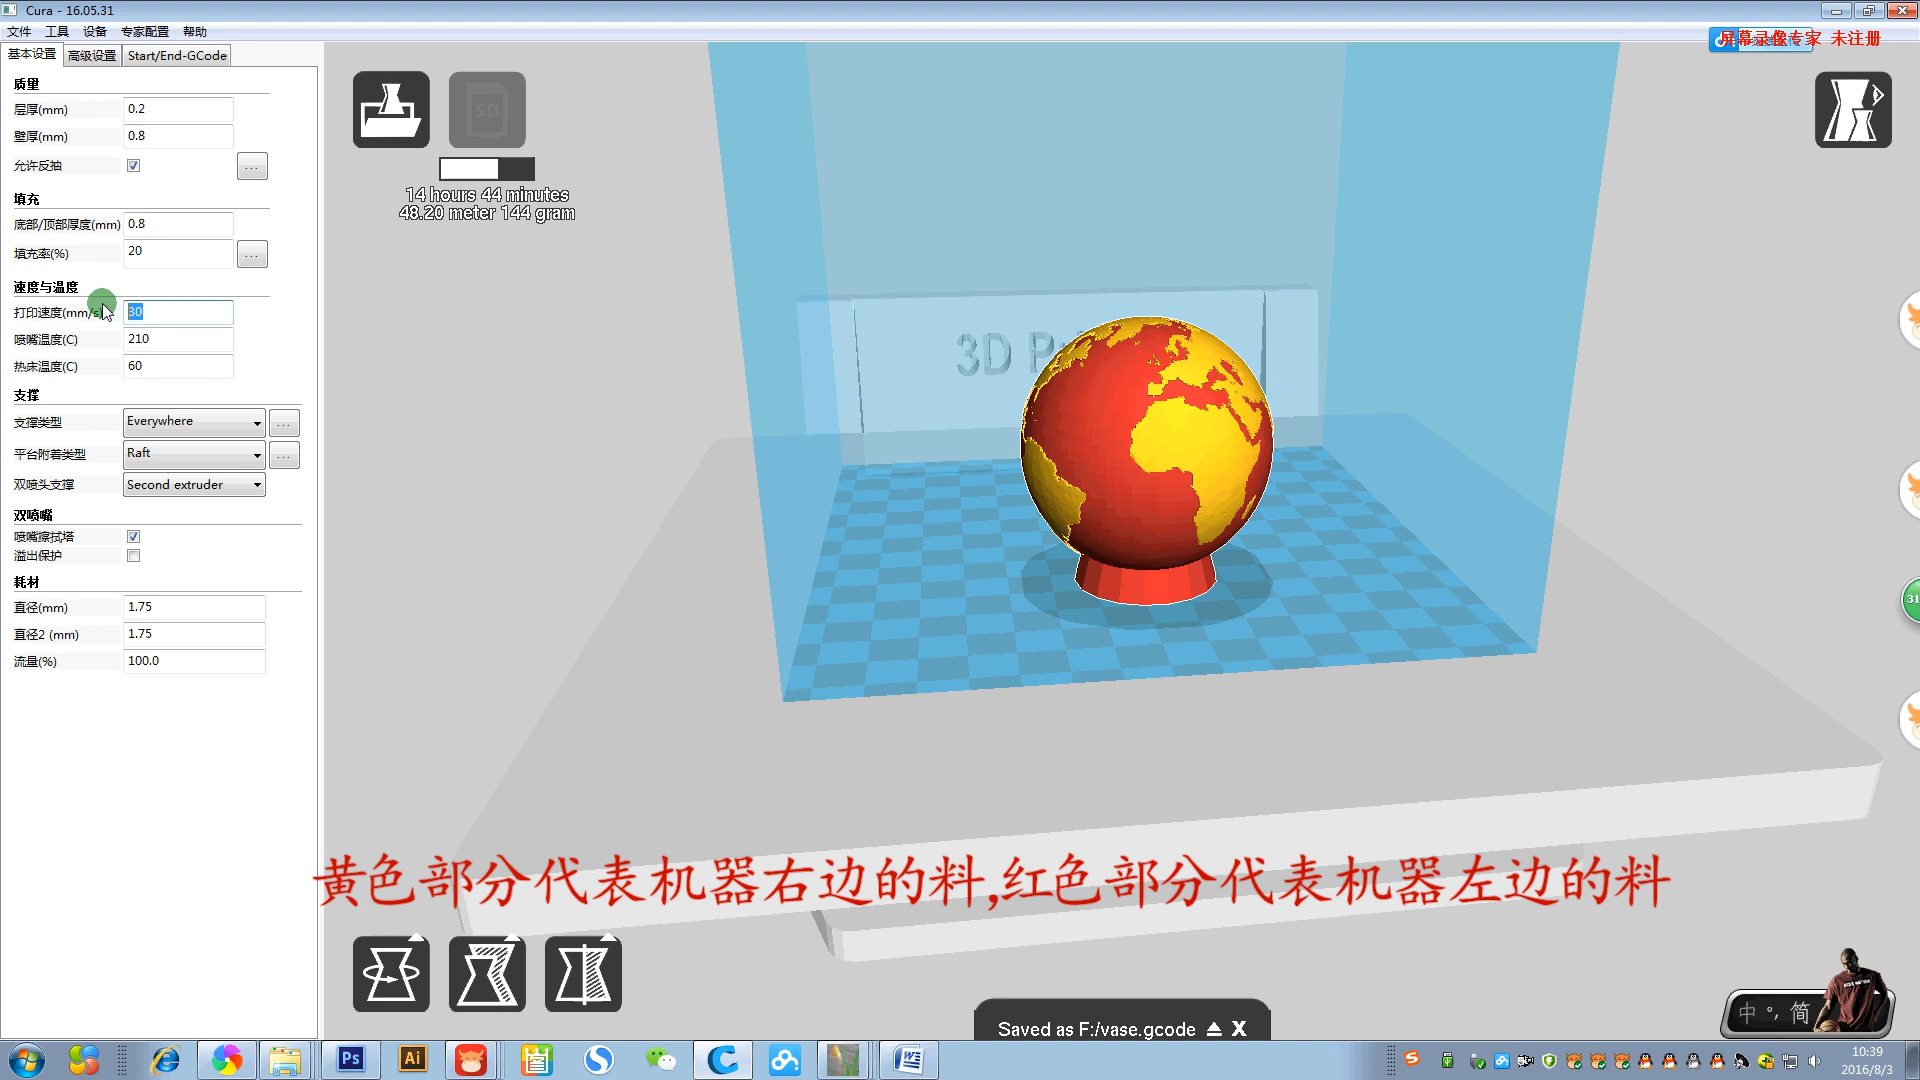 Cura - 16.05.31
文件 工具 设备 专家配置 帮助
基本设置 高级设置 Start/End-GCode
屏幕录像专家 未注册
质量
层厚(mm) 0.2
壁厚(mm) 0.8
允许反抽 ...
填充
底部/顶部厚度(mm) 0.8
填充率(%) 20 ...
速度与温度
打印速度(mm/s) 30
喷嘴温度(C) 210
热床温度(C) 60
支撑
支撑类型 Everywhere ...
平台附着类型 Raft ...
双喷头支撑 Second extruder
双喷嘴
喷嘴擦拭塔
溢出保护
耗材
直径(mm) 1.75
直径2 (mm) 1.75
流量(%) 100.0
SD
14 hours 44 minutes
48.20 meter 144 gram
3D
31
黄色部分代表机器右边的料,红色部分代表机器左边的料
Saved as F:/vase.gcode X
中 °, 简
Ps Ai
10:39
2016/8/3